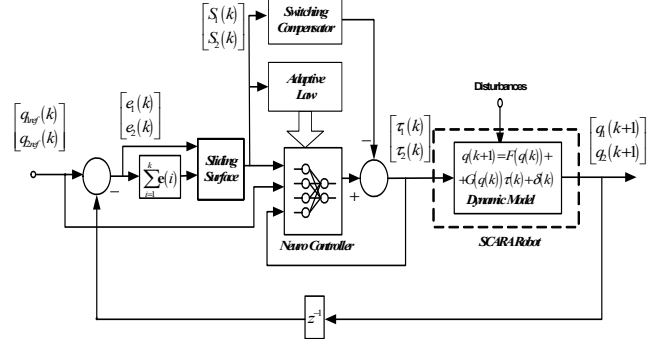 [S₁(k)
S₂(k)]
Switching
Compensator
Adaptive
Law
[q₁ref(k)
q₂ref(k)]
[e₁(k)
e₂(k)]
−
∑ᵢ₌₁ᵏ e(i)
Sliding
Surface
Neuro Controller
−
+
[τ₁(k)
τ₂(k)]
Disturbances
q(k+1)=F(q(k))+
+G(q(k))τ(k)+δ(k)
Dynamic Model
SCARA Robot
[q₁(k+1)
q₂(k+1)]
z⁻¹